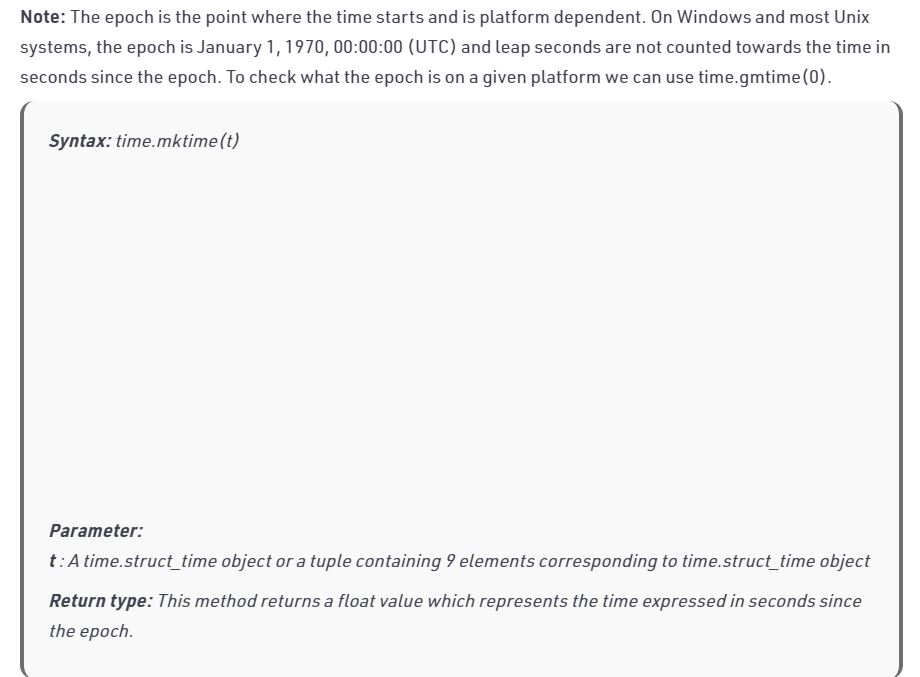 Note: The epoch is the point where the time starts and is platform dependent. On Windows and most Unix
systems, the epoch is January 1, 1970, 00:00:00 (UTC) and leap seconds are not counted towards the time in
seconds since the epoch. To check what the epoch is on a given platform we can use time.gmtime(0).
Syntax: time.mktime(t)
Parameter:
t : A time.struct_time object or a tuple containing 9 elements corresponding to time.struct_time object
Return type: This method returns a float value which represents the time expressed in seconds since
the epoch.